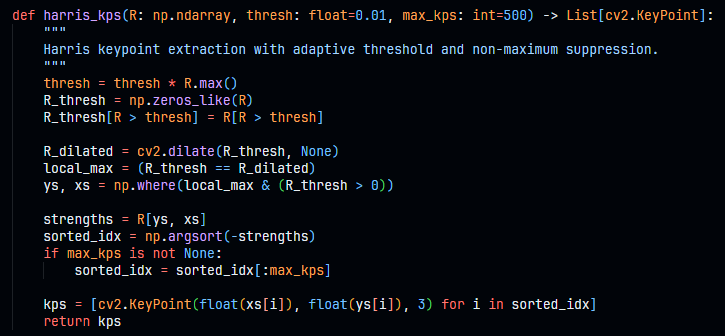 def harris_kps(R: np.ndarray, thresh: float=0.01, max_kps: int=500) -> List[cv2.KeyPoint]:
    """
    Harris keypoint extraction with adaptive threshold and non-maximum suppression.
    """
    thresh = thresh * R.max()
    R_thresh = np.zeros_like(R)
    R_thresh[R > thresh] = R[R > thresh]

    R_dilated = cv2.dilate(R_thresh, None)
    local_max = (R_thresh == R_dilated)
    ys, xs = np.where(local_max & (R_thresh > 0))

    strengths = R[ys, xs]
    sorted_idx = np.argsort(-strengths)
    if max_kps is not None:
        sorted_idx = sorted_idx[:max_kps]

    kps = [cv2.KeyPoint(float(xs[i]), float(ys[i]), 3) for i in sorted_idx]
    return kps